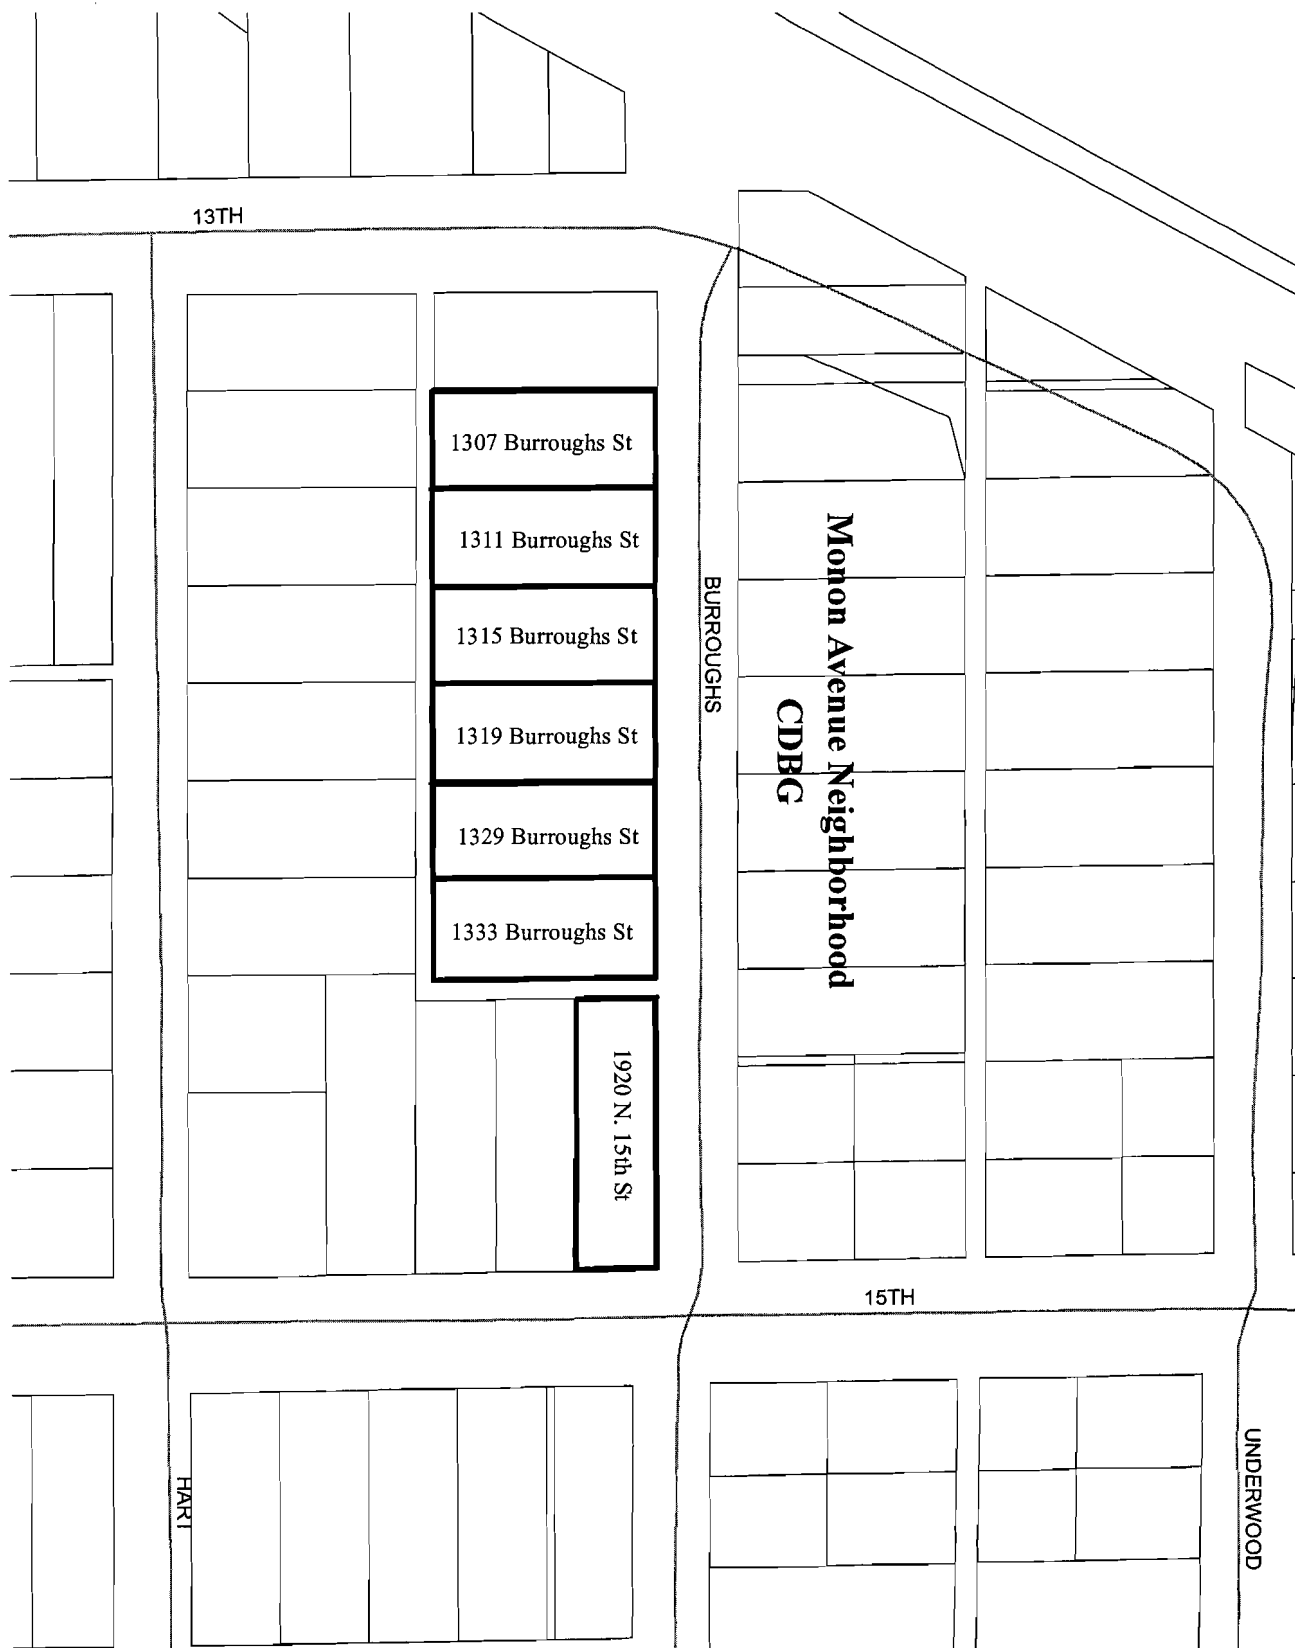 13TH
1307 Burroughs St
1311 Burroughs St
1315 Burroughs St
1319 Burroughs St
1329 Burroughs St
1333 Burroughs St
1920 N. 15th St
BURROUGHS
Monon Avenue Neighborhood
CDBG
15TH
HART
UNDERWOOD